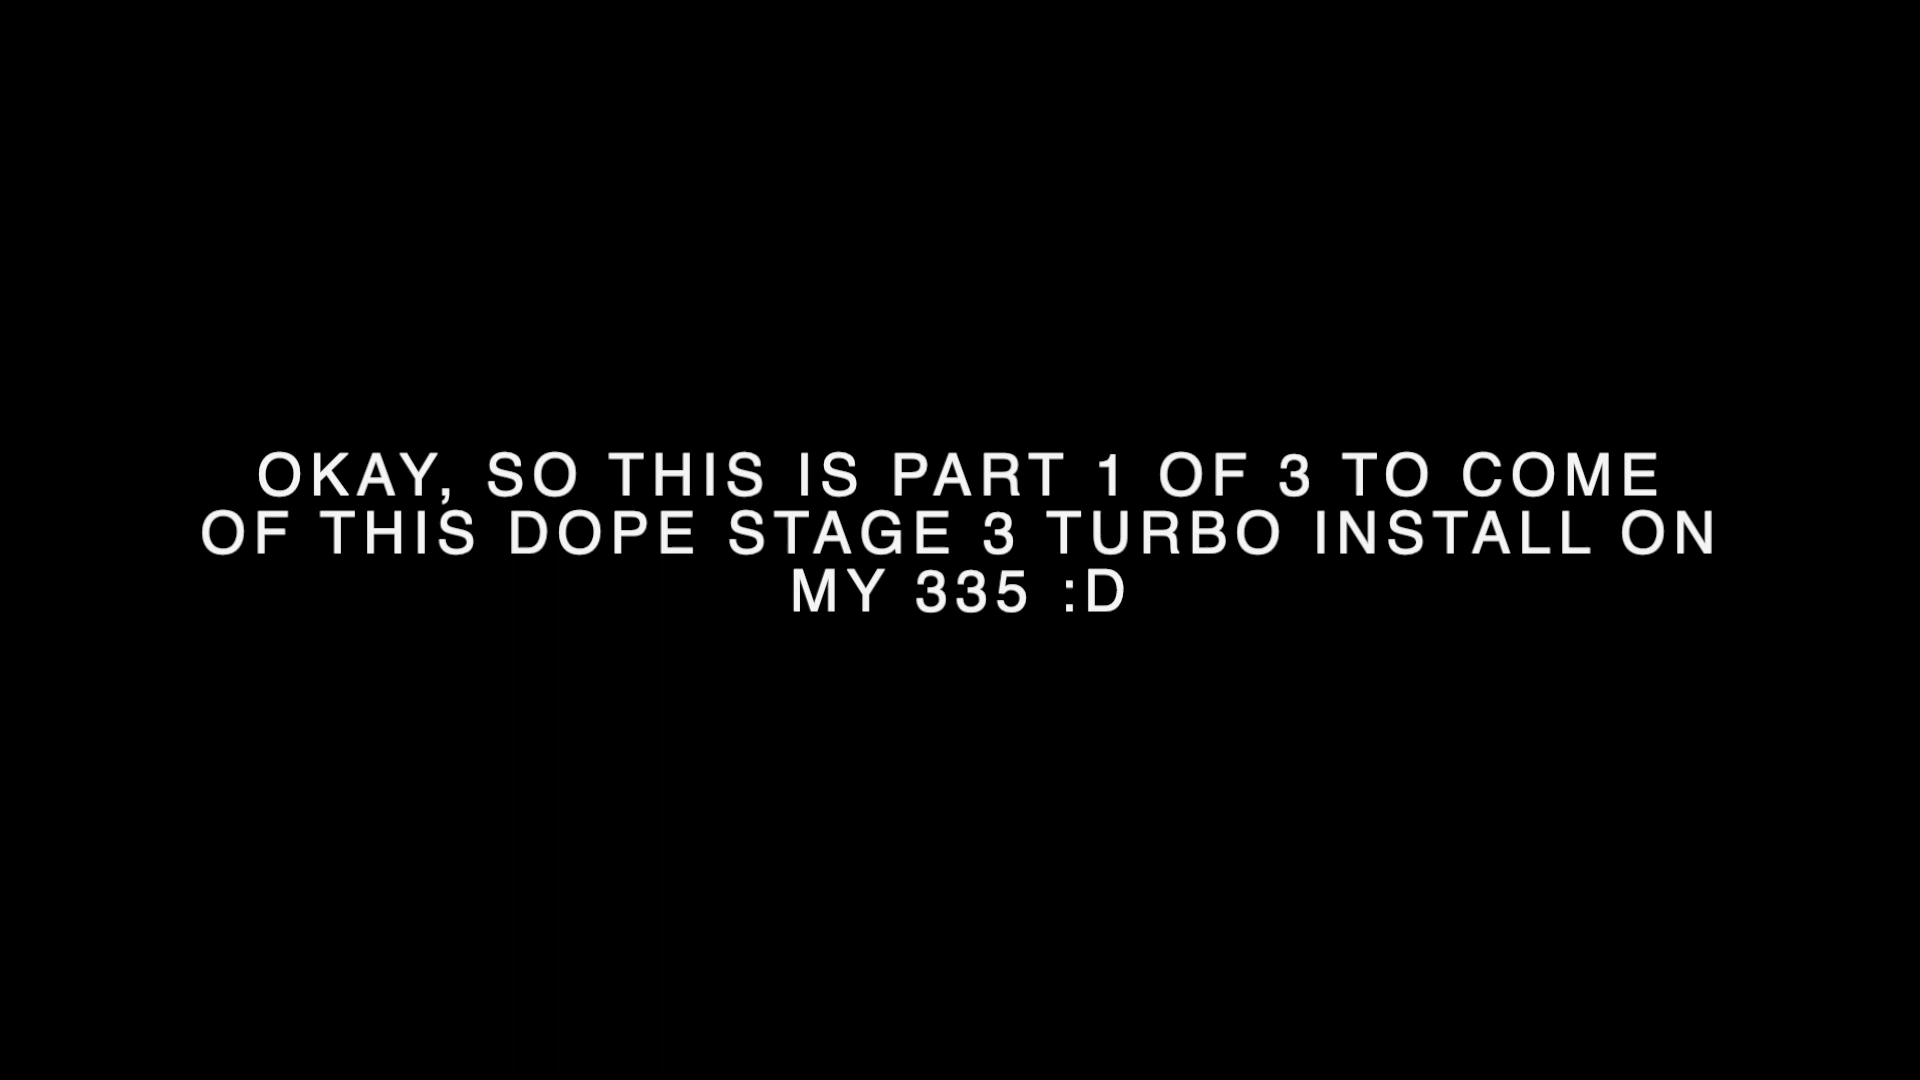 OKAY, SO THIS IS PART 1 OF 3 TO COME
OF THIS DOPE STAGE 3 TURBO INSTALL ON
MY 335 :D